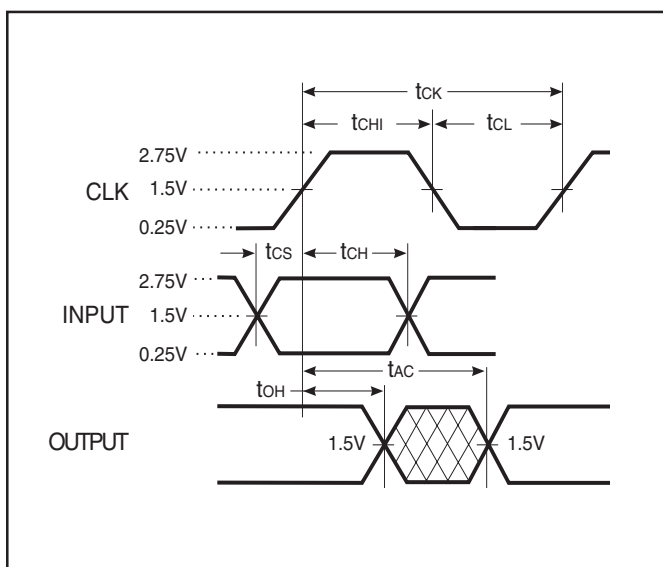 tCK
tCHI tCL
2.75V
CLK 1.5V
0.25V
tCS tCH
2.75V
INPUT 1.5V
0.25V
tAC
tOH
OUTPUT 1.5V 1.5V